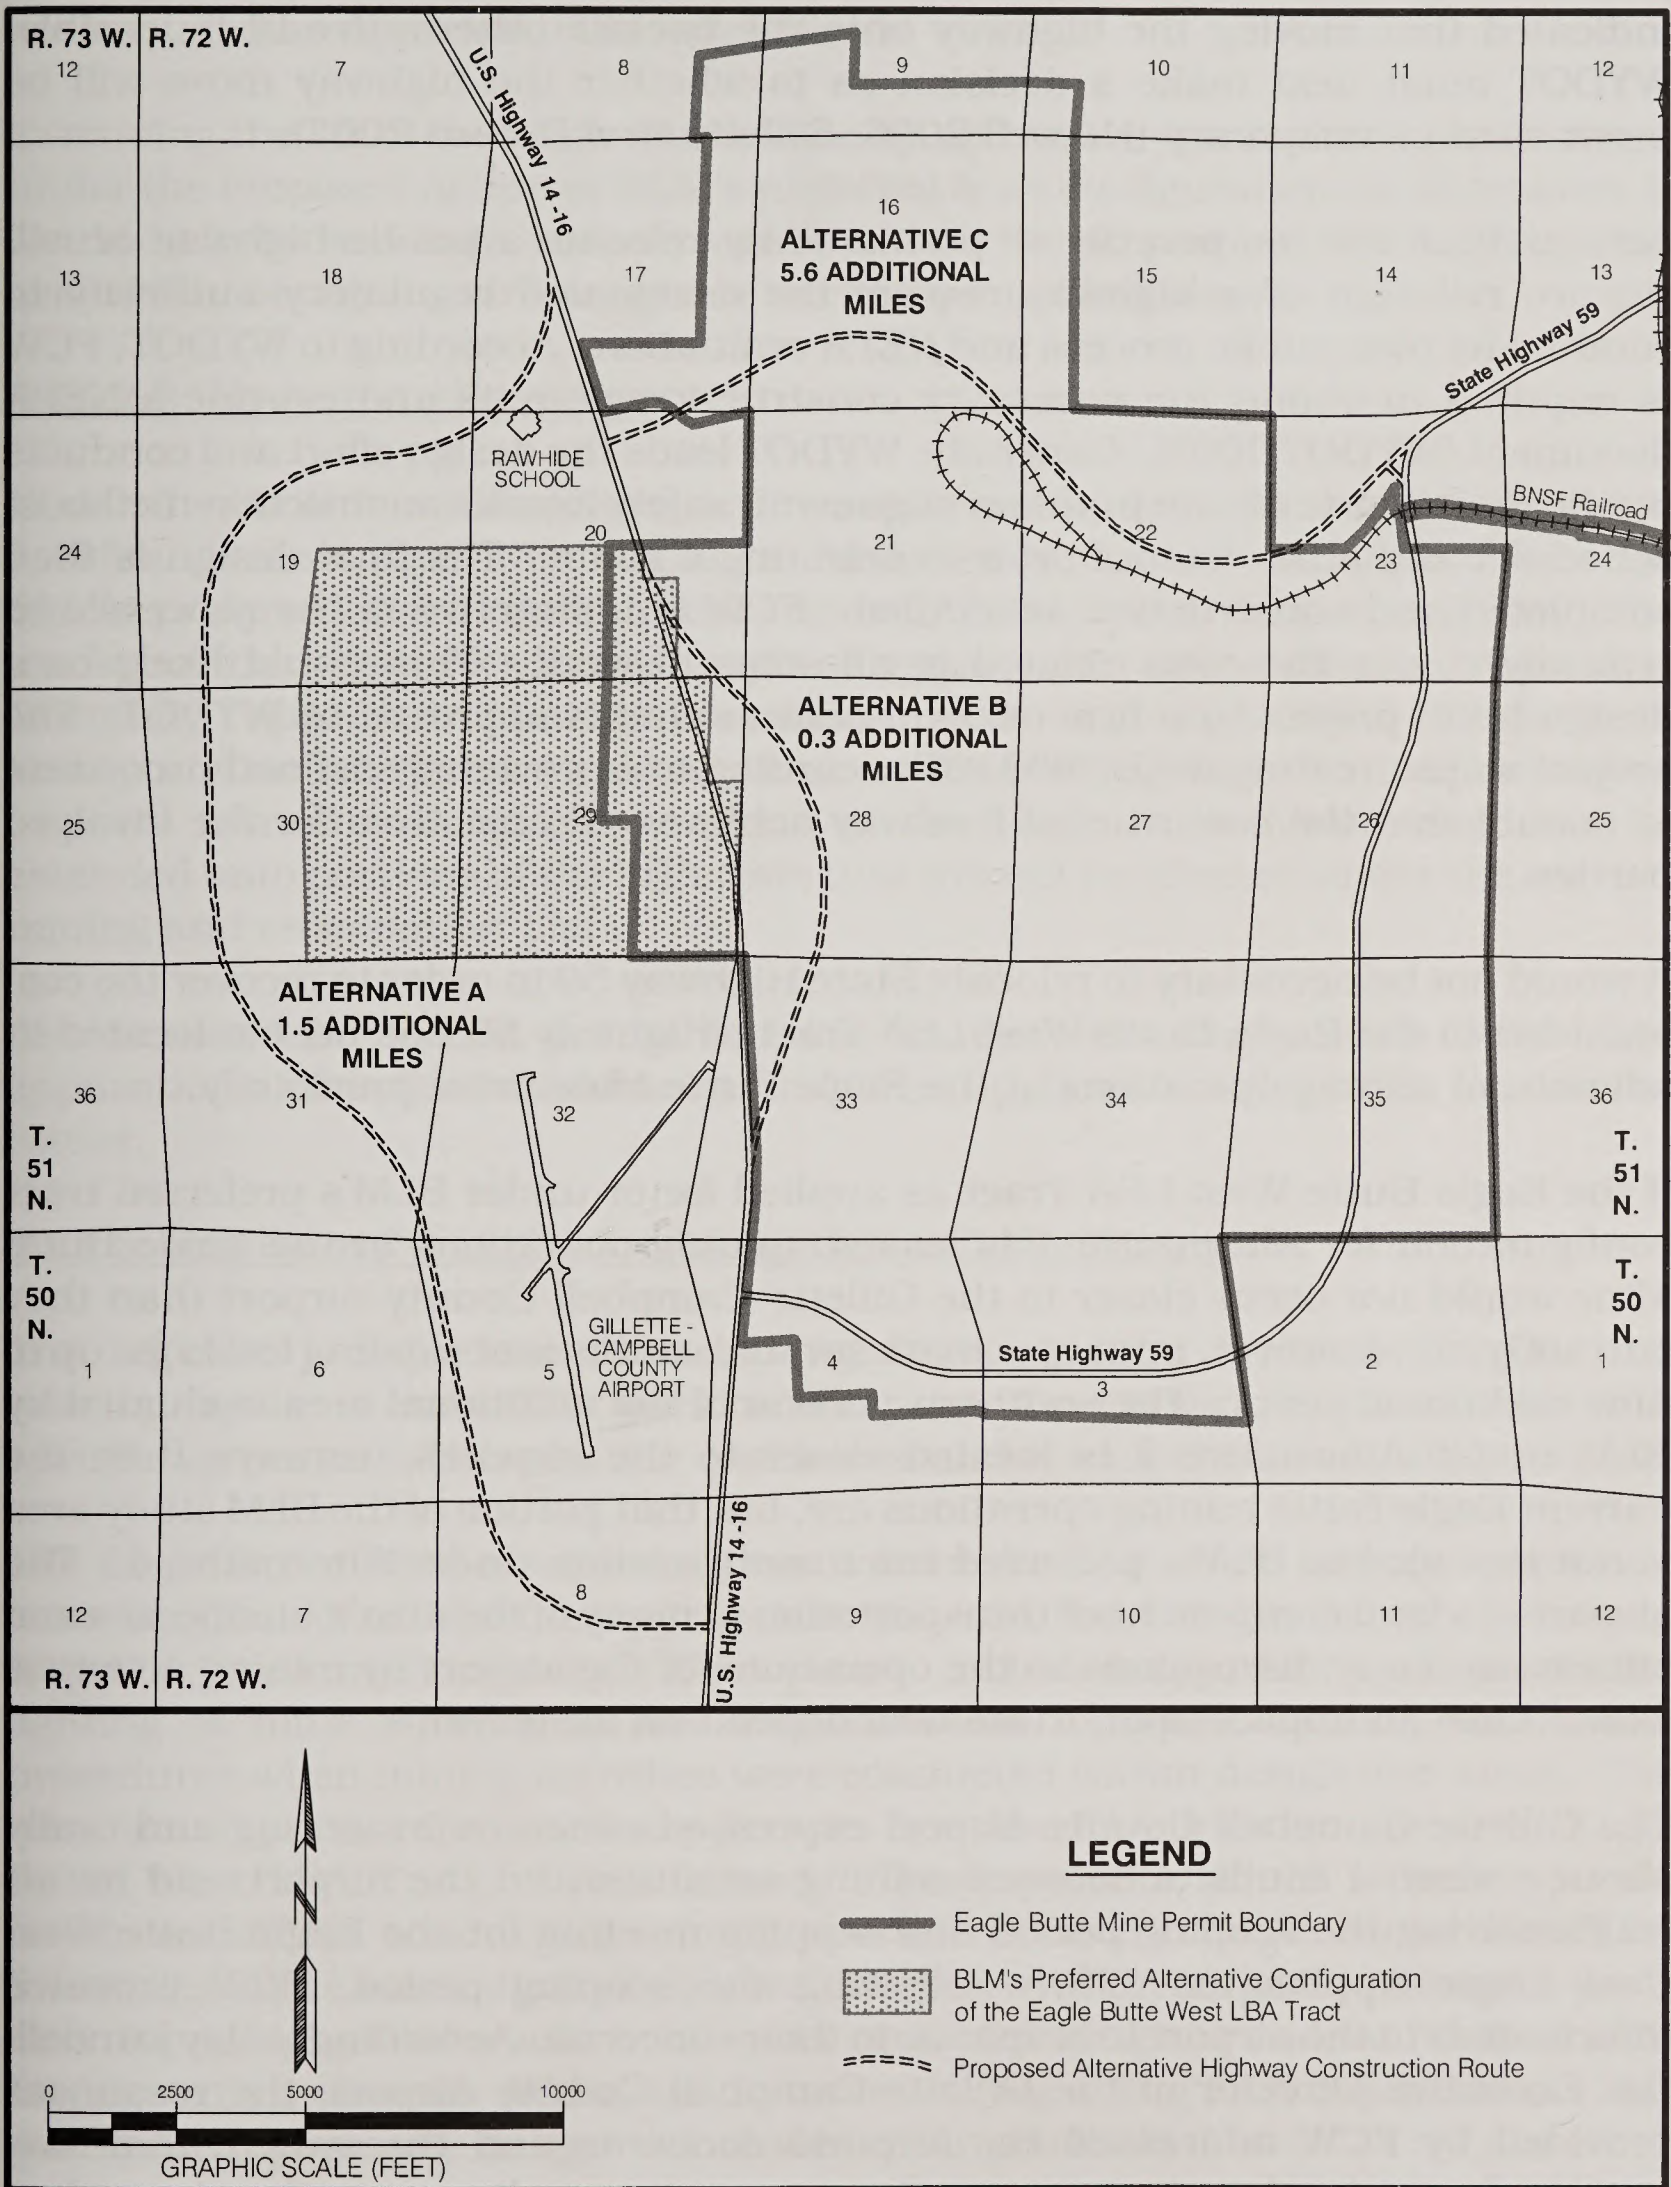 R. 73 W. R. 72 W.
12
7
8
9
10
11
12
U.S. Highway 14 -16
13
18
17
16
ALTERNATIVE C
5.6 ADDITIONAL
MILES
15
14
13
State Highway 59
RAWHIDE
SCHOOL
BNSF Railroad
24
19
20
21
22
23
24
ALTERNATIVE B
0.3 ADDITIONAL
MILES
25
30
29
28
27
26
25
ALTERNATIVE A
1.5 ADDITIONAL
MILES
36
31
32
33
34
35
36
T.
51
N.
T.
51
N.
T.
50
N.
T.
50
N.
GILLETTE -
CAMPBELL
COUNTY
AIRPORT
State Highway 59
1
6
5
4
3
2
1
U.S. Highway 14 -16
12
7
8
9
10
11
12
R. 73 W. R. 72 W.
N
LEGEND
Eagle Butte Mine Permit Boundary
BLM's Preferred Alternative Configuration
of the Eagle Butte West LBA Tract
Proposed Alternative Highway Construction Route
0 2500 5000 10000
GRAPHIC SCALE (FEET)